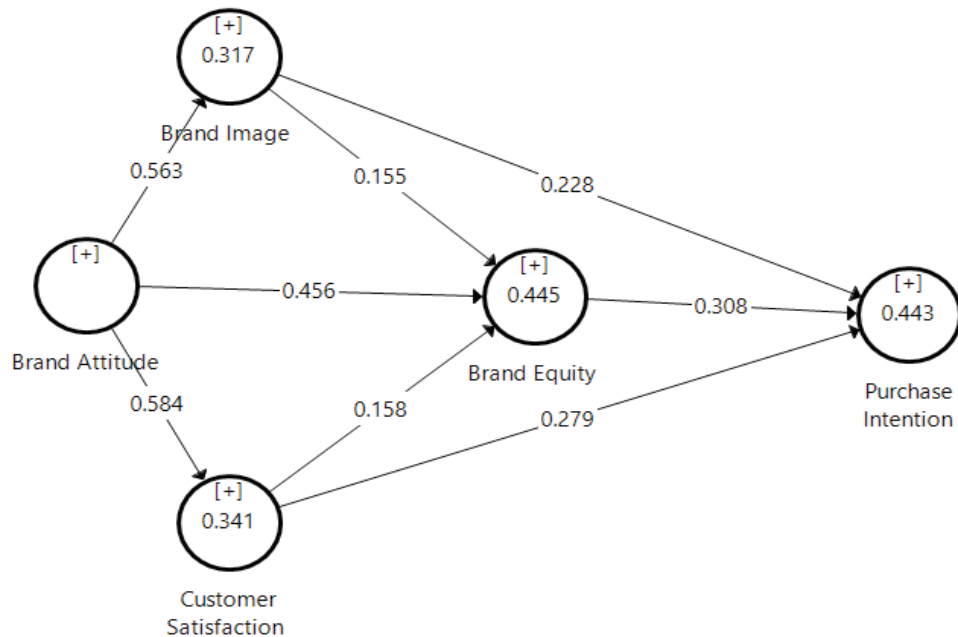 [+]
0.317
Brand Image
0.563
0.155
0.228
[+]
Brand Attitude
0.456
[+]
0.445
Brand Equity
0.308
[+]
0.443
Purchase
Intention
0.584
0.158
0.279
[+]
0.341
Customer
Satisfaction